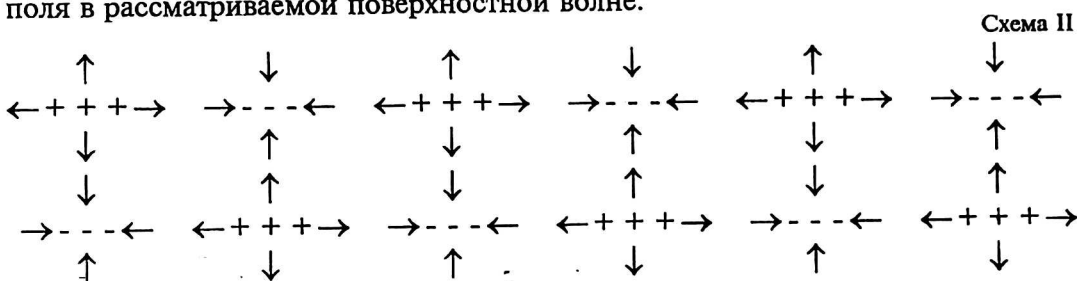 поля в рассматриваемой поверхностной волне.
Схема II
↑ ↓ ↑ ↓ ↑ ↓
←+ + +→ →- - -← ←+ + +→ →- - -← ←+ + +→ →- - -←
↓ ↑ ↓ ↑ ↓ ↑
↓ ↑ ↓ ↑ ↓ ↑
→- - -← ←+ + +→ →- - -← ←+ + +→ →- - -← ←+ + +→
↑ ↓ ↑ ↓ ↑ ↓